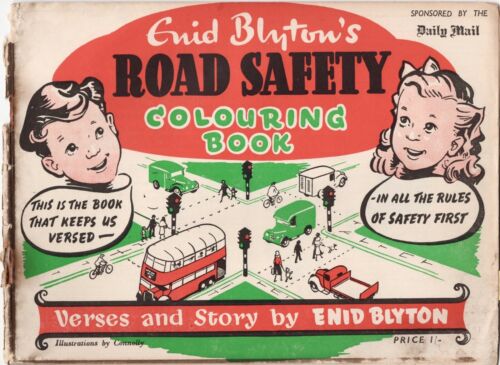 SPONSORED BY THE
Daily Mail
Enid Blyton's
ROAD SAFETY
COLOURING
BOOK
THIS IS THE BOOK
THAT KEEPS US
VERSED —
-IN ALL THE RULES
OF SAFETY FIRST
Verses and Story by ENID BLYTON
Illustrations by Connolly
PRICE 1/-